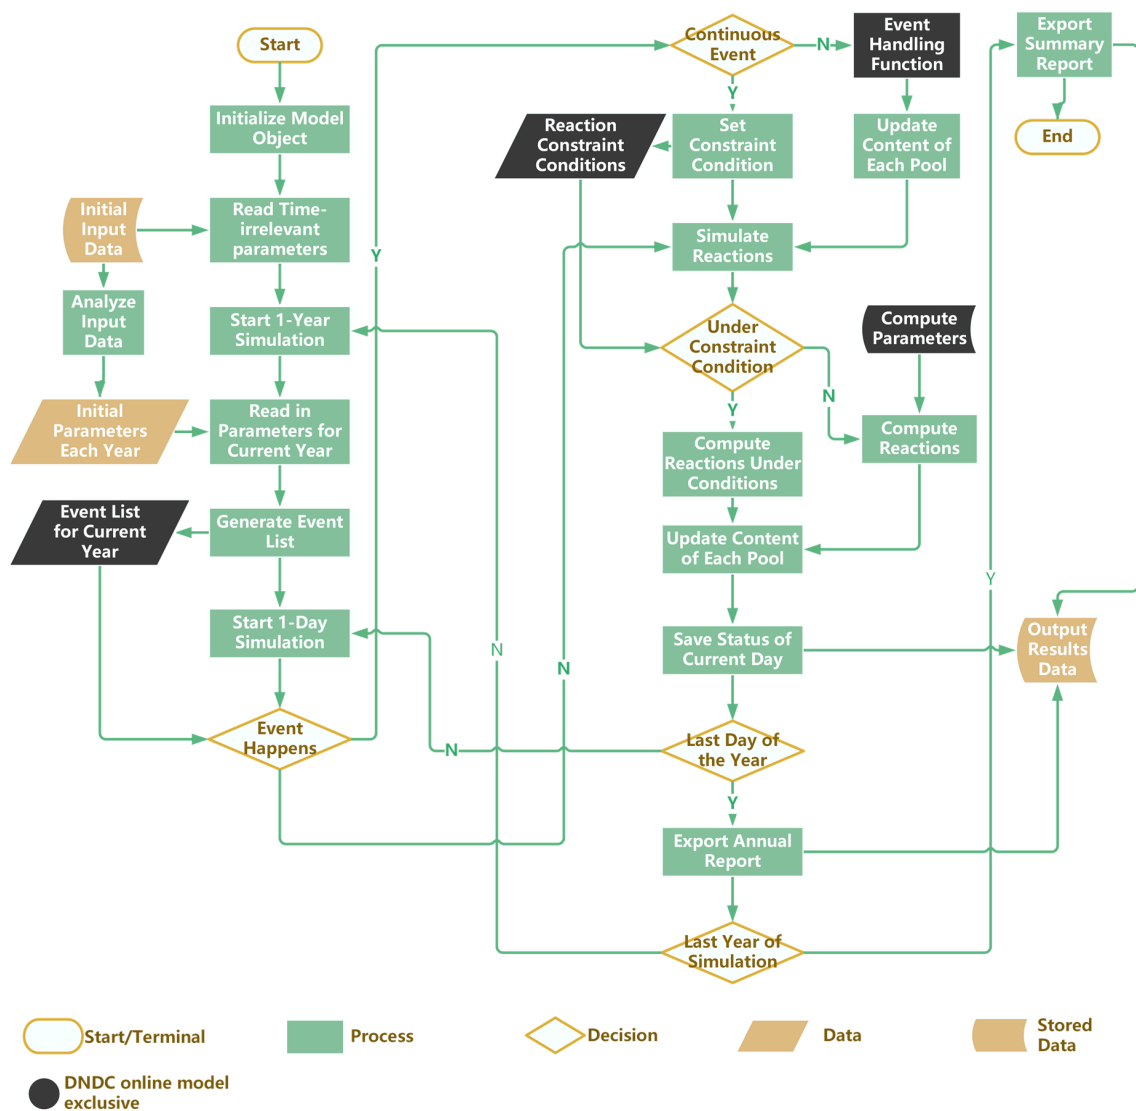 Start
Initialize Model
Object
Read Time-
irrelevant
parameters
Initial
Input
Data
Analyze
Input
Data
Start 1-Year
Simulation
Initial
Parameters
Each Year
Read in
Parameters for
Current Year
Event List
for Current
Year
Generate Event
List
Start 1-Day
Simulation
Event
Happens
Y
N
Continuous
Event
N
Y
Event
Handling
Function
Update
Content of
Each Pool
Reaction
Constraint
Conditions
Set
Constraint
Condition
Simulate
Reactions
Under
Constraint
Condition
N
Y
Compute
Parameters
Compute
Reactions
Compute
Reactions Under
Conditions
Update Content
of Each Pool
Save Status of
Current Day
Last Day of
the Year
N
Y
Export Annual
Report
Last Year of
Simulation
N
Y
Export
Summary
Report
End
Output
Results
Data
Start/Terminal
Process
Decision
Data
Stored
Data
DNDC online model
exclusive